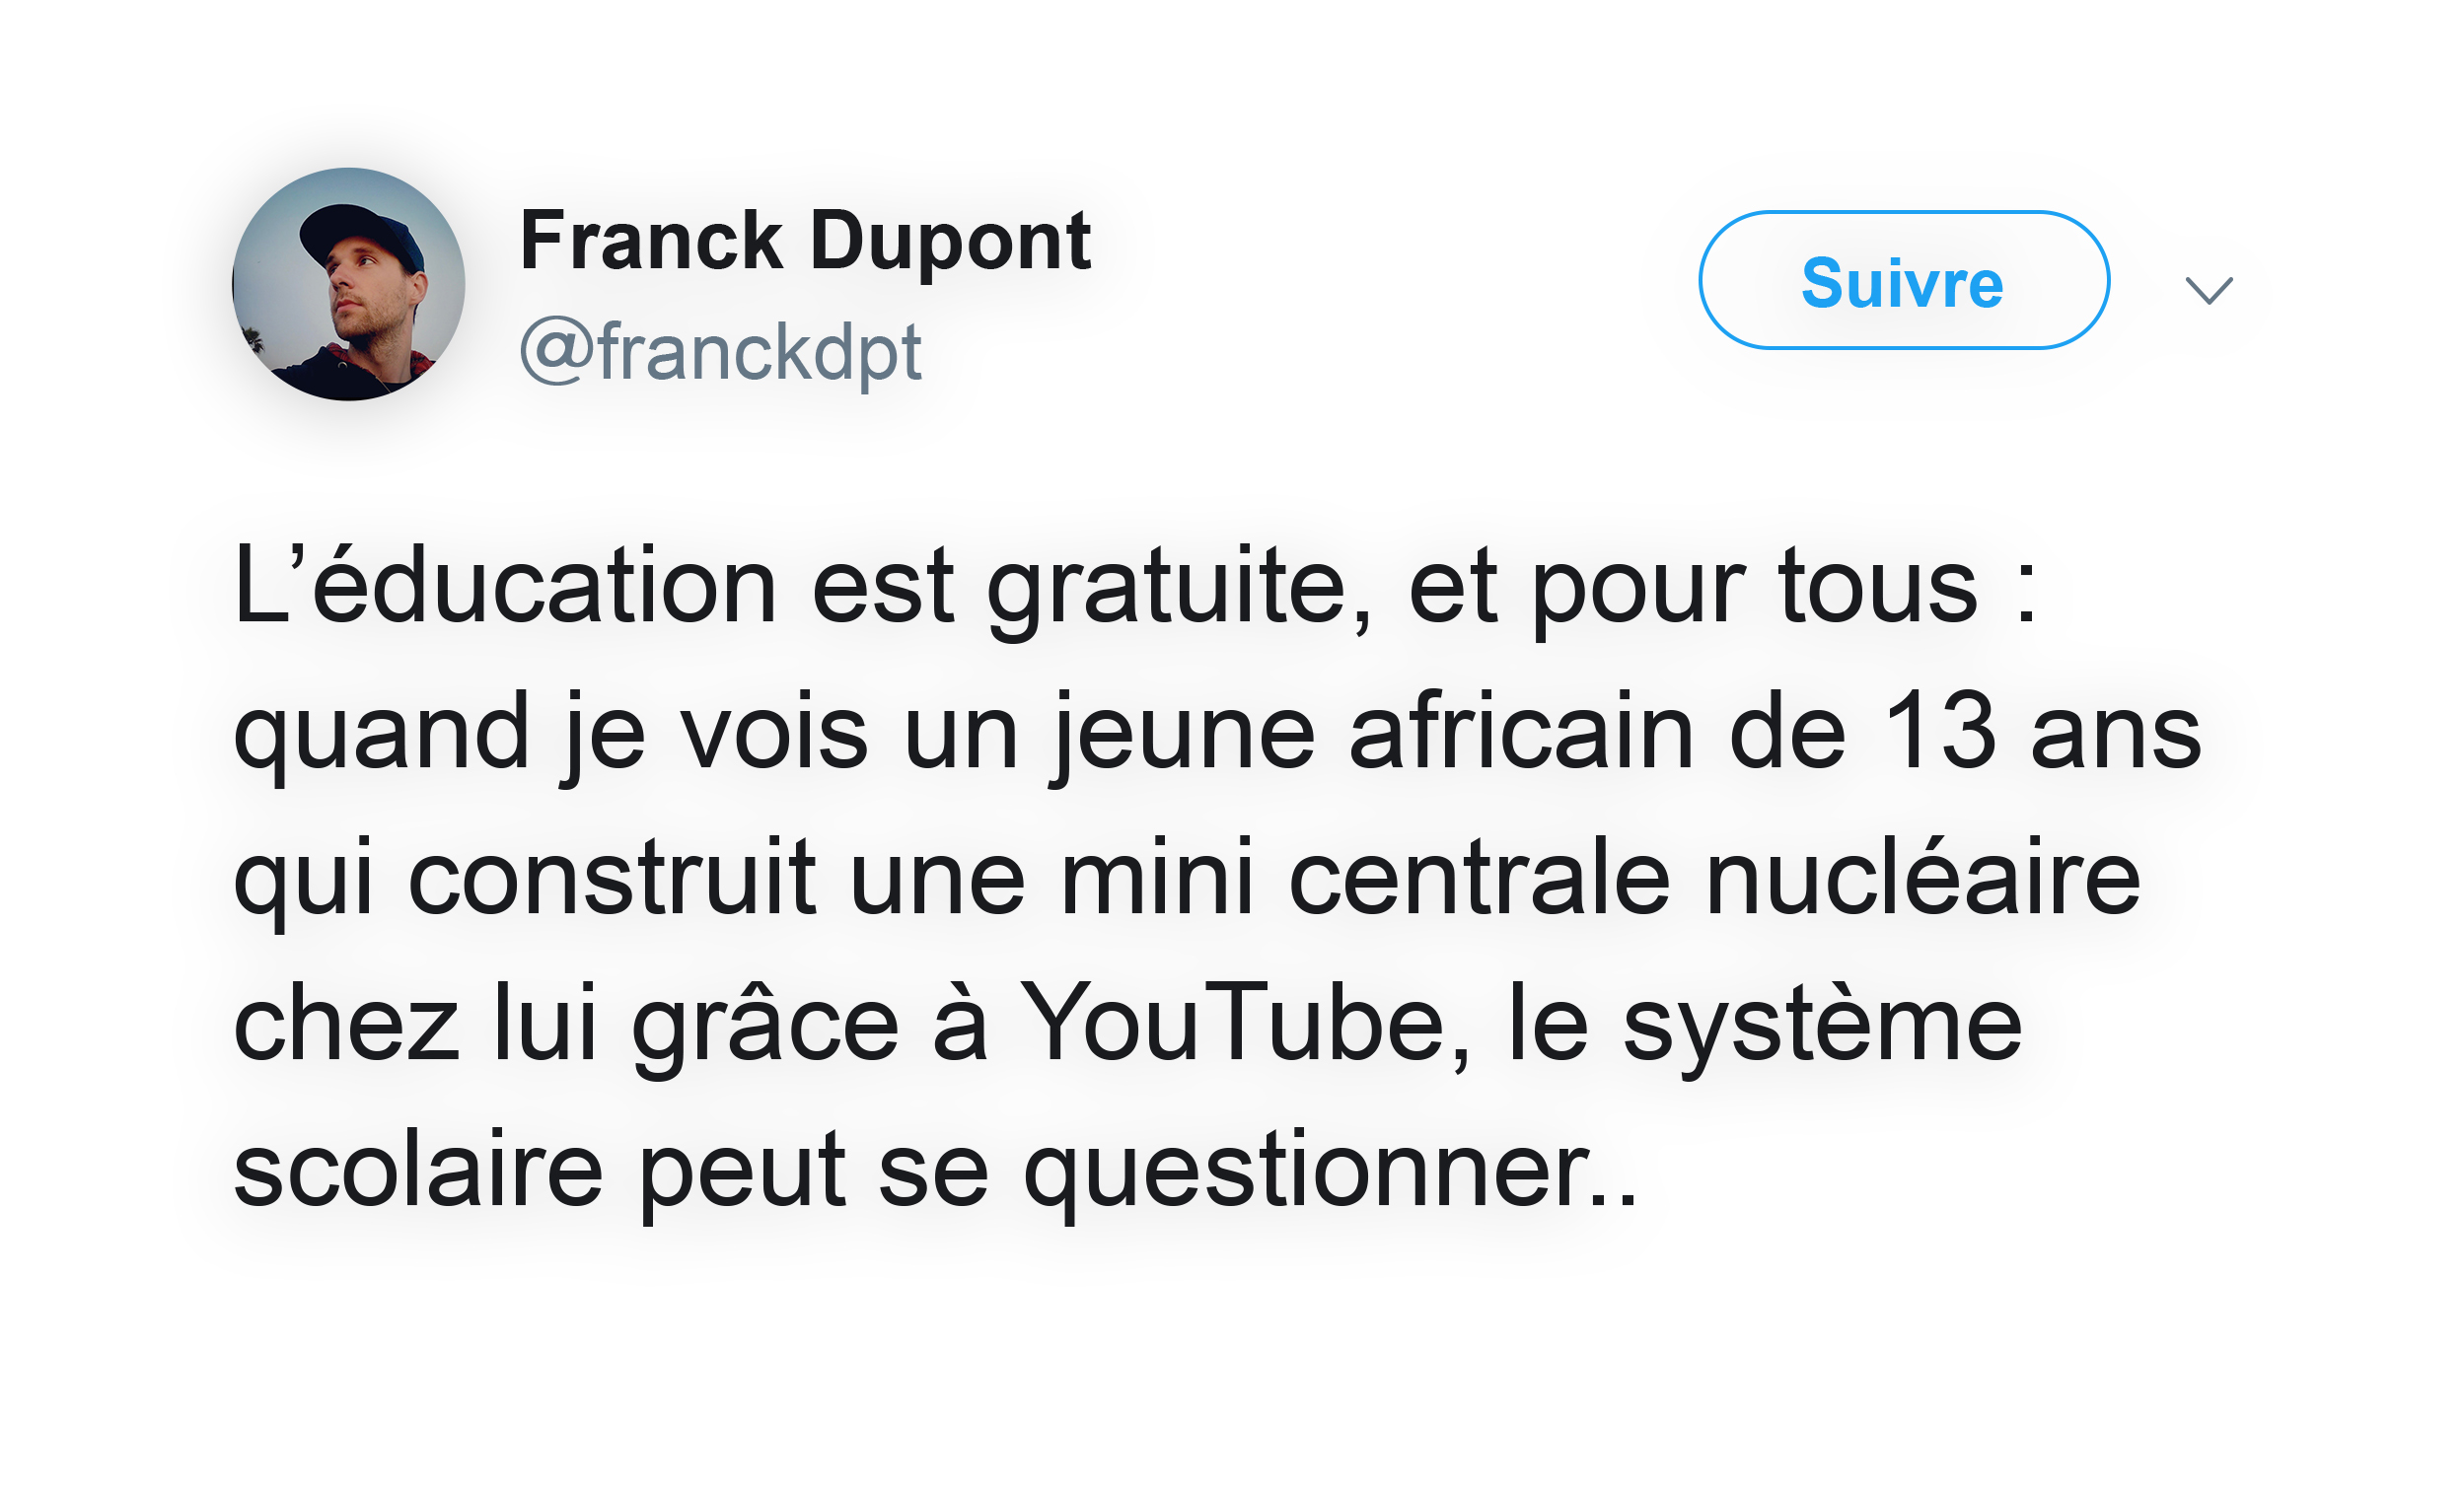 Franck Dupont
@franckdpt
Suivre
L’éducation est gratuite, et pour tous :
quand je vois un jeune africain de 13 ans
qui construit une mini centrale nucléaire
chez lui grâce à YouTube, le système
scolaire peut se questionner..